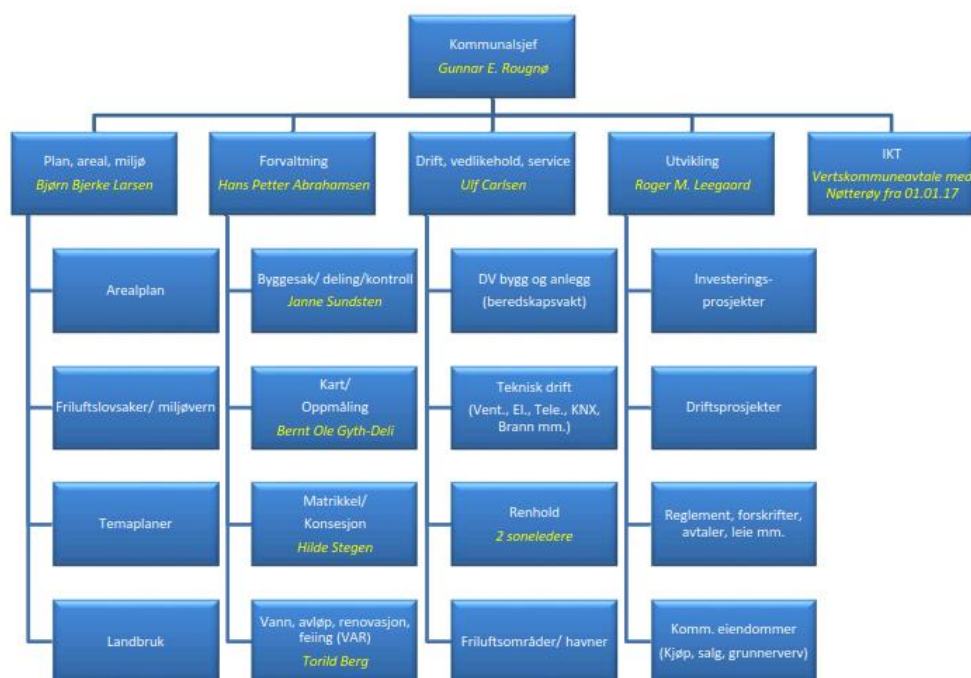 Kommunalsjef
Gunnar E. Rougnø
Plan, areal, miljø
Bjørn Bjerke Larsen
Forvaltning
Hans Petter Abrahamsen
Drift, vedlikehold, service
Ulf Carlsen
Utvikling
Roger M. Leegaard
IKT
Vertskommuneavtale med
Nøtterøy fra 01.01.17
Arealplan
Byggesak/ deling/kontroll
Janne Sundsten
DV bygg og anlegg
(beredskapsvakt)
Investerings-
prosjekter
Friluftslovsaker/ miljøvern
Kart/
Oppmåling
Bernt Ole Gyth-Deli
Teknisk drift
(Vent., El., Tele., KNX,
Brann mm.)
Driftsprosjekter
Temaplaner
Matrikkel/
Konsesjon
Hilde Stegen
Renhold
2 soneledere
Reglement, forskrifter,
avtaler, leie mm.
Landbruk
Vann, avløp, renovasjon,
feiing (VAR)
Torild Berg
Friluftsområder/ havner
Komm. eiendommer
(Kjøp, salg, grunnerverv)